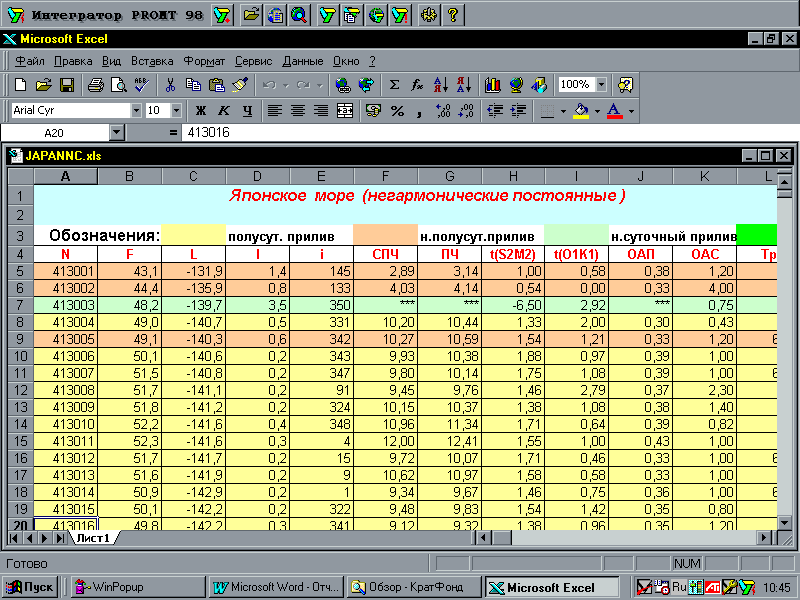 Интегратор PROMT 98
Microsoft Excel
Файл Правка Вид Вставка Формат Сервис Данные Окно ?
100%
Arial Cyr 10 Ж К Ч
A20 = 413016
JAPANNC.xls
A B C D E F G H I J K L
1 Японское море (негармонические постоянные )
2
3 Обозначения: полусут. прилив н.полусут.прилив н.суточный прилив
4 N F L I i СПЧ ПЧ t(S2M2) t(O1K1) ОАП ОАС Тр
5 413001 43,1 -131,9 1,4 145 2,89 3,14 1,00 0,58 0,38 1,20
6 413002 44,4 -135,9 0,8 133 4,03 4,14 0,54 0,00 0,33 4,00
7 413003 48,2 -139,7 3,5 350 *** *** -6,50 2,92 *** 0,75
8 413004 49,0 -140,7 0,5 331 10,20 10,44 1,33 2,00 0,30 0,43
9 413005 49,1 -140,3 0,6 342 10,27 10,59 1,54 1,21 0,33 1,20 6
10 413006 50,1 -140,6 0,2 343 9,93 10,38 1,88 0,97 0,39 1,00
11 413007 51,5 -140,8 0,2 347 9,80 10,14 1,75 1,08 0,39 1,00 6
12 413008 51,7 -141,1 0,2 91 9,45 9,76 1,46 2,79 0,37 2,30
13 413009 51,8 -141,2 0,2 324 10,15 10,37 1,38 1,08 0,38 1,40
14 413010 52,2 -141,6 0,4 348 10,96 11,34 1,71 0,64 0,39 0,82
15 413011 52,3 -141,6 0,3 4 12,00 12,41 1,55 1,00 0,43 1,00
16 413012 51,7 -141,7 0,2 15 9,72 10,07 1,71 0,46 0,33 1,00 6
17 413013 51,6 -141,9 0,2 9 10,62 10,97 1,58 0,58 0,33 1,00
18 413014 50,9 -142,9 0,2 1 9,34 9,67 1,46 0,75 0,36 1,00 6
19 413015 50,1 -142,2 0,2 322 9,48 9,83 1,54 1,42 0,35 0,80
20 413016 49,8 -142,2 0,3 341 9,12 9,32 1,38 0,96 0,35 1,20
Лист1
Готово NUM
Пуск WinPopup Microsoft Word - Отч... Обзор - КратФонд Microsoft Excel Ru 10:45